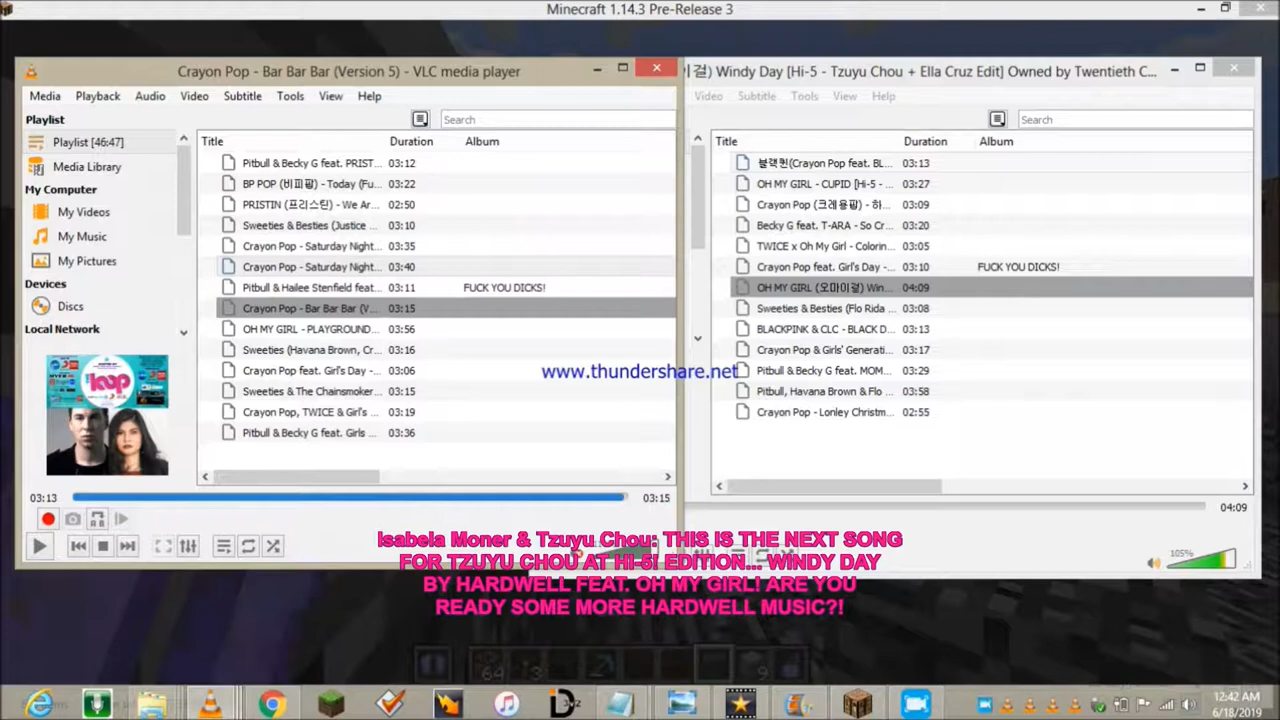 Minecraft 1.14.3 Pre-Release 3
Crayon Pop - Bar Bar Bar (Version 5) - VLC media player
Media Playback Audio Video Subtitle Tools View Help
Playlist
Search
Playlist [46:47]
Media Library
My Computer
My Videos
My Music
My Pictures
Devices
Discs
Local Network
Title Duration Album
Pitbull & Becky G feat. PRIST... 03:12
BP POP (비피팝) - Today (Fu... 03:22
PRISTIN (프리스틴) - We Ar... 02:50
Sweeties & Besties (Justice ... 03:10
Crayon Pop - Saturday Night... 03:35
Crayon Pop - Saturday Night... 03:40
Pitbull & Hailee Stenfield feat... 03:11 FUCK YOU DICKS!
Crayon Pop - Bar Bar Bar (V... 03:15
OH MY GIRL - PLAYGROUND... 03:56
Sweeties (Havana Brown, Cr... 03:16
Crayon Pop feat. Girl's Day -... 03:06
Sweeties & The Chainsmoker... 03:15
Crayon Pop, TWICE & Girl's ... 03:19
Pitbull & Becky G feat. Girls ... 03:36
loop
03:13
03:15
이걸) Windy Day [Hi-5 - Tzuyu Chou + Ella Cruz Edit] Owned by Twentieth C...
Video Subtitle Tools View Help
Search
Title Duration Album
블랙핀(Crayon Pop feat. BL... 03:13
OH MY GIRL - CUPID [Hi-5 -... 03:27
Crayon Pop (크레용팝) - 하... 03:09
Becky G feat. T-ARA - So Cr... 03:20
TWICE x Oh My Girl - Colorin... 03:05
Crayon Pop feat. Girl's Day -... 03:10 FUCK YOU DICKS!
OH MY GIRL (오마이걸) Win... 04:09
Sweeties & Besties (Flo Rida ... 03:08
BLACKPINK & CLC - BLACK D... 03:13
Crayon Pop & Girls' Generati... 03:17
Pitbull & Becky G feat. MOM... 03:29
Pitbull, Havana Brown & Flo ... 03:58
Crayon Pop - Lonley Christm... 02:55
04:09
105%
www.thundershare.net
Isabela Moner & Tzuyu Chou: THIS IS THE NEXT SONG
FOR TZUYU CHOU AT HI-5! EDITION... WINDY DAY
BY HARDWELL FEAT. OH MY GIRL! ARE YOU
READY SOME MORE HARDWELL MUSIC?!
64 3 9
12:42 AM
6/18/2019